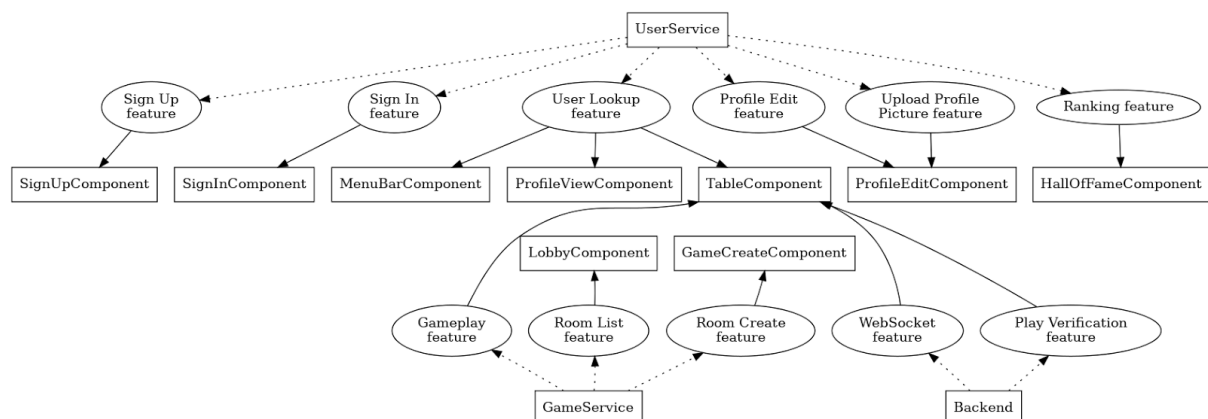 UserService
Sign Up
feature
Sign In
feature
User Lookup
feature
Profile Edit
feature
Upload Profile
Picture feature
Ranking feature
SignUpComponent
SignInComponent
MenuBarComponent
ProfileViewComponent
TableComponent
ProfileEditComponent
HallOfFameComponent
LobbyComponent
GameCreateComponent
Gameplay
feature
Room List
feature
Room Create
feature
WebSocket
feature
Play Verification
feature
GameService
Backend